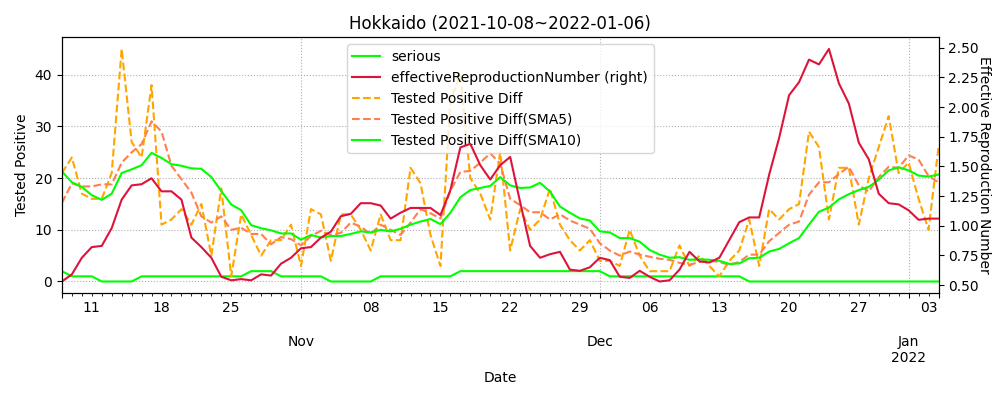 Hokkaido (2021-10-08~2022-01-06)
serious
effectiveReproductionNumber (right)
Tested Positive Diff
Tested Positive Diff(SMA5)
Tested Positive Diff(SMA10)
Tested Positive
40
30
20
10
0
2.50
2.25
2.00
1.75
1.50
1.25
1.00
0.75
0.50
Effective Reproduction Number
11 18 25 08 15 22 29 06 13 20 27 03
Nov Dec Jan
2022
Date